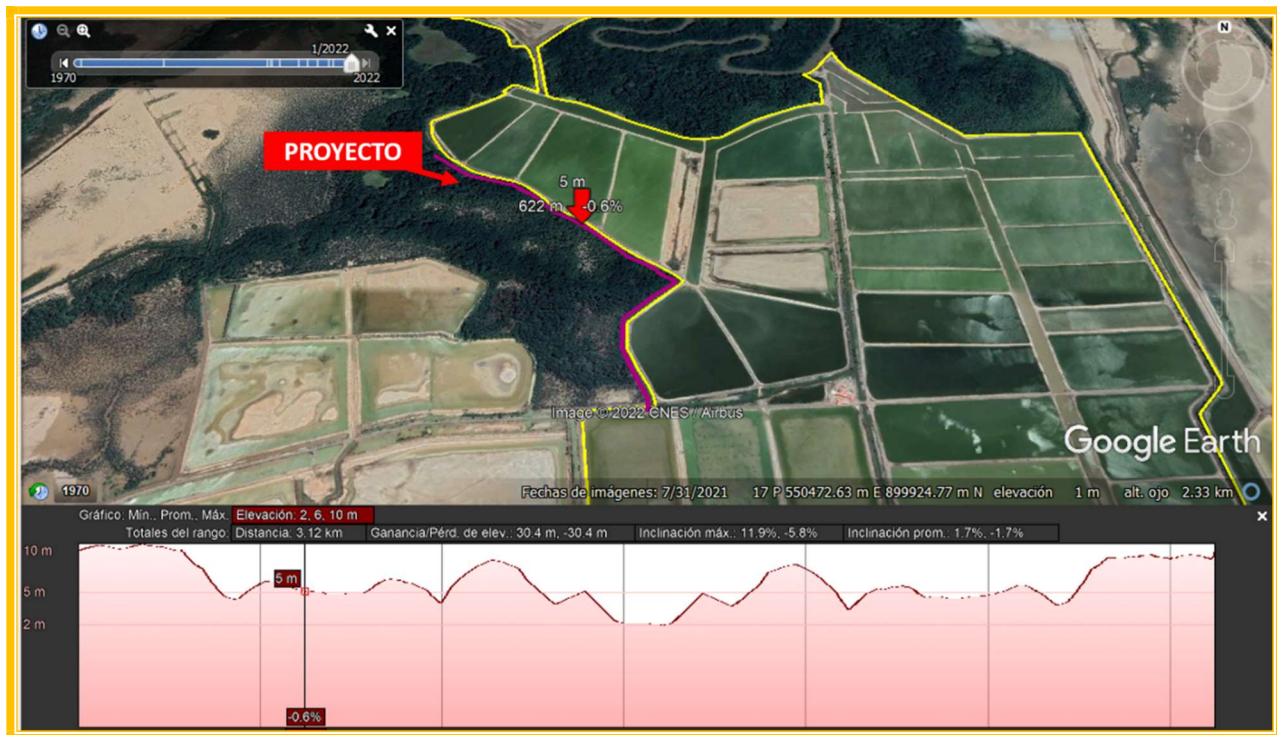 N
1/2022
1970
2022
PROYECTO
5 m
622 m -0.6%
Image © 2022 CNES / Airbus
Google Earth
1970
Fechas de imágenes: 7/31/2021 17 P 550472.63 m E 899924.77 m N elevación 1 m alt. ojo 2.33 km
Gráfico: Mín., Prom., Máx. Elevación: 2, 6, 10 m
Totales del rango: Distancia: 3.12 km Ganancia/Pérd. de elev.: 30.4 m, -30.4 m Inclinación máx.: 11.9%, -5.8% Inclinación prom.: 1.7%, -1.7%
10 m
5 m
5 m
2 m
-0.6%